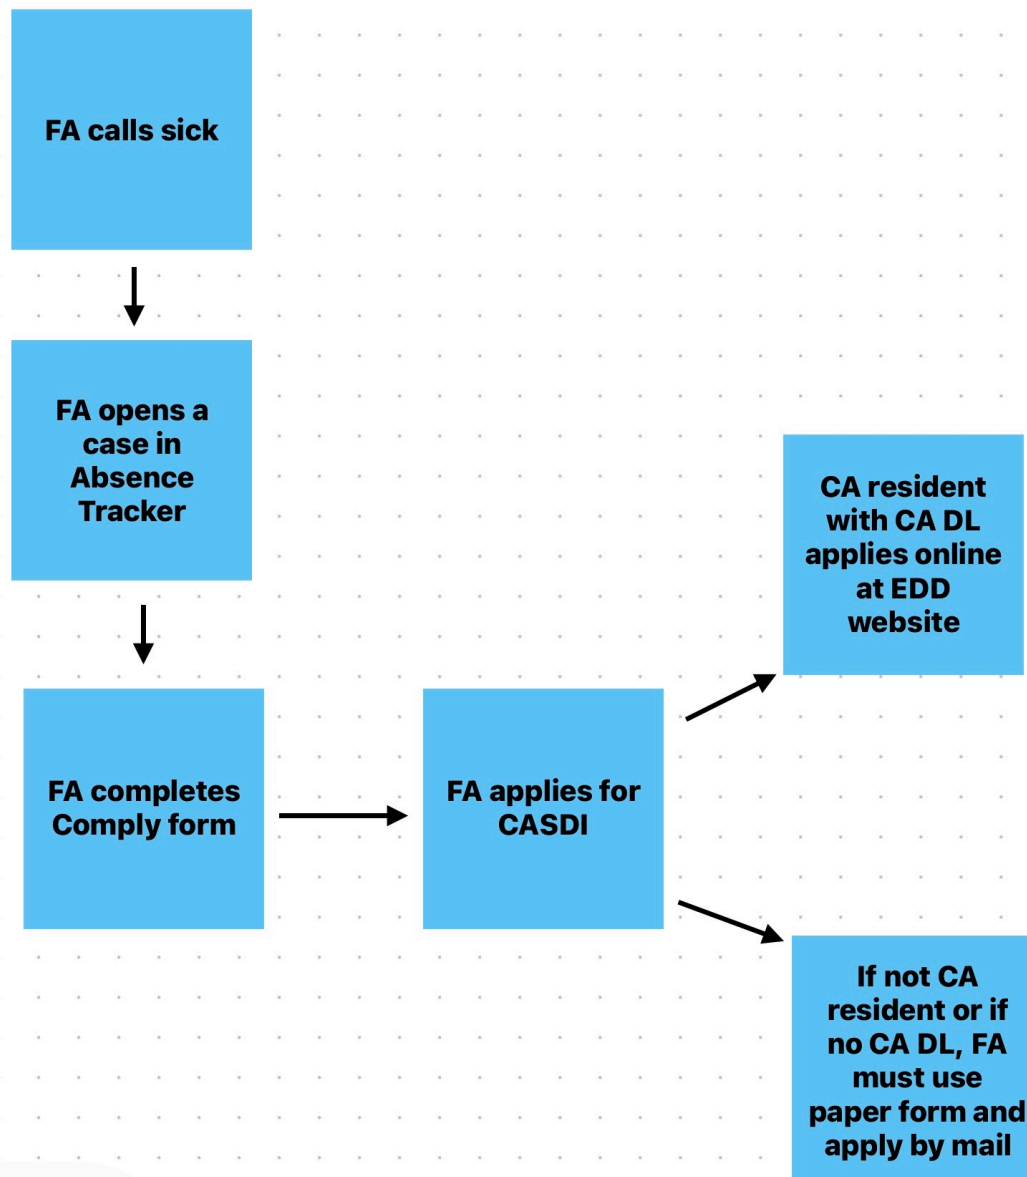 FA calls sick
FA opens a
case in
Absence
Tracker
FA completes
Comply form
FA applies for
CASDI
CA resident
with CA DL
applies online
at EDD
website
If not CA
resident or if
no CA DL, FA
must use
paper form and
apply by mail